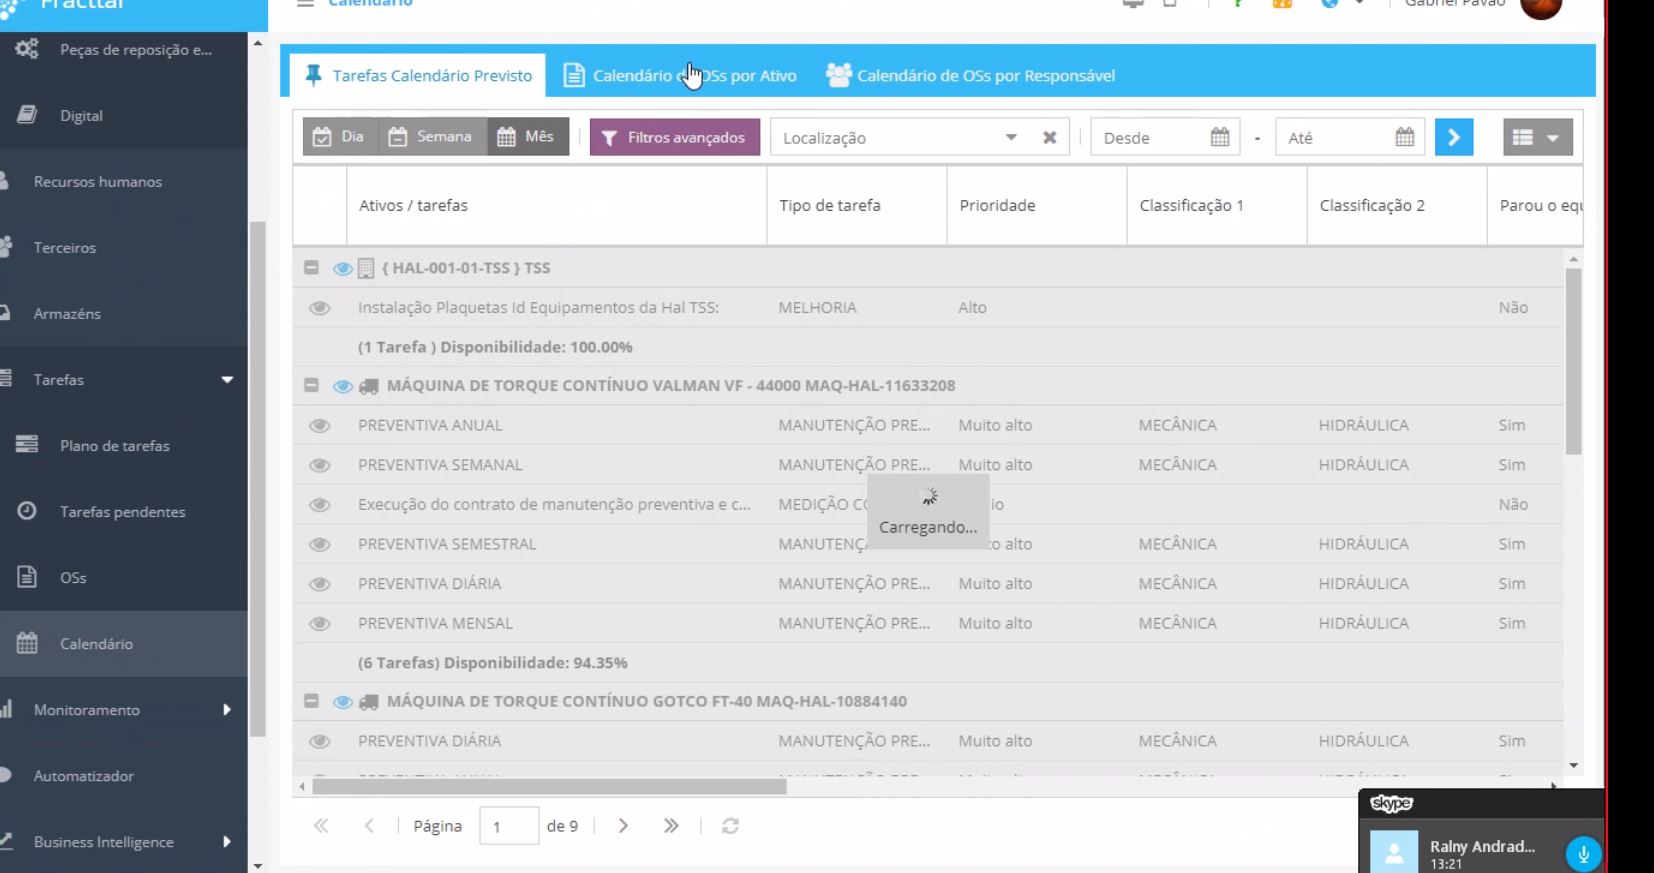 Fracttal
Calendário
Gabriel Pavão
Peças de reposição e...
Digital
Recursos humanos
Terceiros
Armazéns
Tarefas
Plano de tarefas
Tarefas pendentes
OSs
Calendário
Monitoramento
Automatizador
Business Intelligence
Tarefas Calendário Previsto
Calendário d OSs por Ativo
Calendário de OSs por Responsável
Dia
Semana
Mês
Filtros avançados
Localização
Desde
-
Até
Ativos / tarefas Tipo de tarefa Prioridade Classificação 1 Classificação 2 Parou o equ
{ HAL-001-01-TSS } TSS
Instalação Plaquetas Id Equipamentos da Hal TSS: MELHORIA Alto Não
(1 Tarefa ) Disponibilidade: 100.00%
MÁQUINA DE TORQUE CONTÍNUO VALMAN VF - 44000 MAQ-HAL-11633208
PREVENTIVA ANUAL MANUTENÇÃO PRE... Muito alto MECÂNICA HIDRÁULICA Sim
PREVENTIVA SEMANAL MANUTENÇÃO PRE... Muito alto MECÂNICA HIDRÁULICA Sim
Execução do contrato de manutenção preventiva e c... MEDIÇÃO CO io Não
Carregando...
PREVENTIVA SEMESTRAL MANUTENÇ to alto MECÂNICA HIDRÁULICA Sim
PREVENTIVA DIÁRIA MANUTENÇÃO PRE... Muito alto MECÂNICA HIDRÁULICA Sim
PREVENTIVA MENSAL MANUTENÇÃO PRE... Muito alto MECÂNICA HIDRÁULICA Sim
(6 Tarefas) Disponibilidade: 94.35%
MÁQUINA DE TORQUE CONTÍNUO GOTCO FT-40 MAQ-HAL-10884140
PREVENTIVA DIÁRIA MANUTENÇÃO PRE... Muito alto MECÂNICA HIDRÁULICA Sim
Página 1 de 9
skype
Ralny Andrad...
13:21